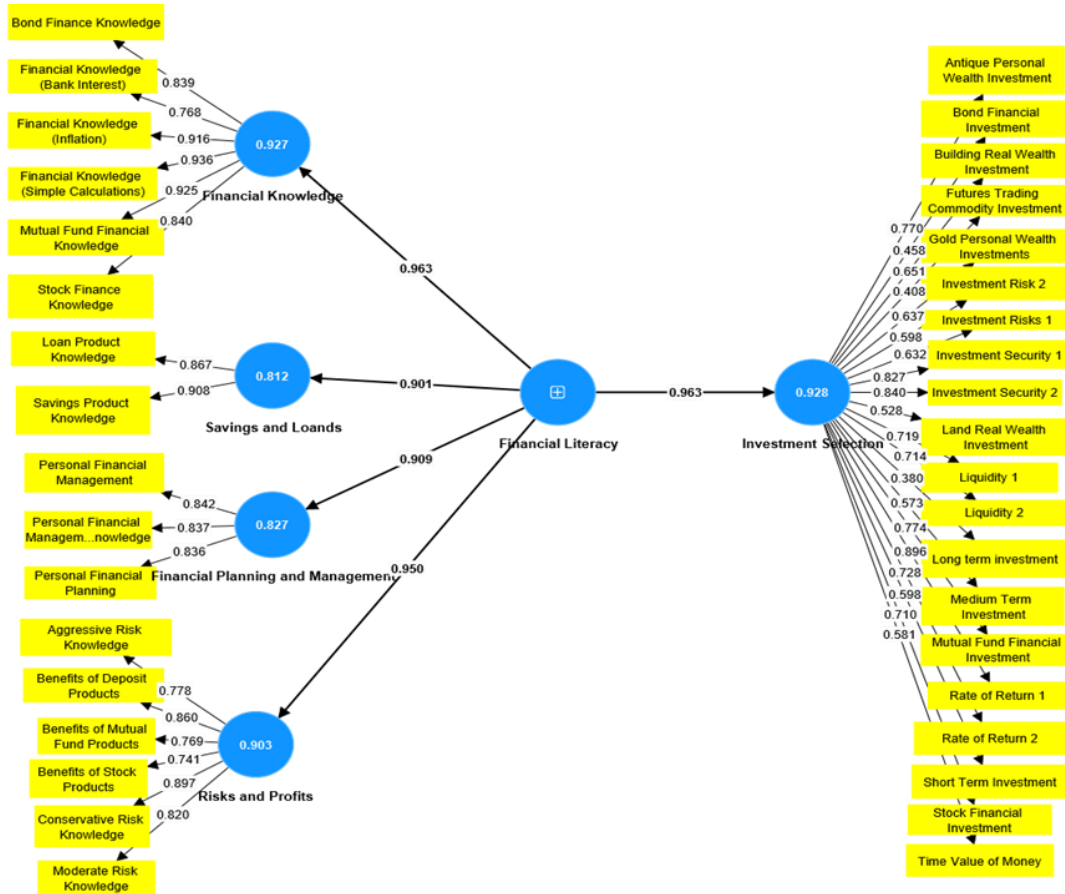 Bond Finance Knowledge
Financial Knowledge
(Bank Interest)
Financial Knowledge
(Inflation)
Financial Knowledge
(Simple Calculations)
Mutual Fund Financial
Knowledge
Stock Finance
Knowledge
0.839
0.768
0.916
0.936
0.925
0.840
0.927
Financial Knowledge
0.963
Loan Product
Knowledge
Savings Product
Knowledge
0.867
0.908
0.812
Savings and Loands
0.901
Personal Financial
Management
Personal Financial
Managem...nowledge
Personal Financial
Planning
0.842
0.837
0.836
0.827
Financial Planning and Management
0.909
Aggressive Risk
Knowledge
Benefits of Deposit
Products
Benefits of Mutual
Fund Products
Benefits of Stock
Products
Conservative Risk
Knowledge
Moderate Risk
Knowledge
0.778
0.860
0.769
0.741
0.897
0.820
0.903
Risks and Profits
0.950
Financial Literacy
0.963
0.928
Investment Selection
0.770
0.458
0.651
0.408
0.637
0.598
0.632
0.827
0.840
0.528
0.719
0.714
0.380
0.573
0.774
0.896
0.728
0.598
0.710
0.581
Antique Personal
Wealth Investment
Bond Financial
Investment
Building Real Wealth
Investment
Futures Trading
Commodity Investment
Gold Personal Wealth
Investments
Investment Risk 2
Investment Risks 1
Investment Security 1
Investment Security 2
Land Real Wealth
Investment
Liquidity 1
Liquidity 2
Long term investment
Medium Term
Investment
Mutual Fund Financial
Investment
Rate of Return 1
Rate of Return 2
Short Term Investment
Stock Financial
Investment
Time Value of Money